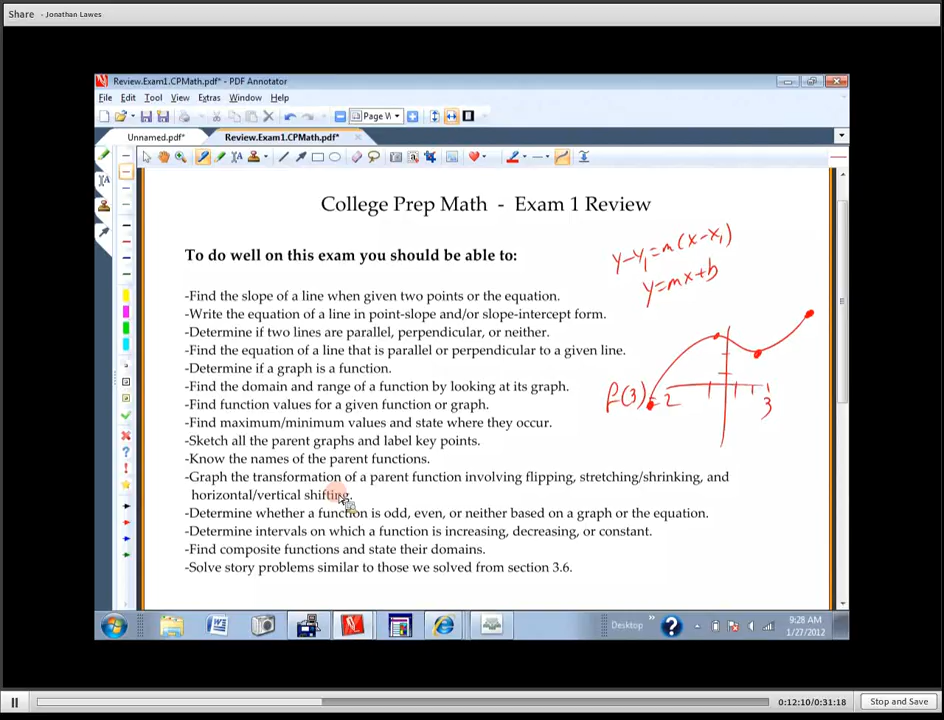 Share - Jonathan Lawes
Review.Exam1.CPMath.pdf* - PDF Annotator
File Edit Tool View Extras Window Help
Page W
Unnamed.pdf* Review.Exam1.CPMath.pdf*
College Prep Math - Exam 1 Review
y-y₁=m(x-x₁)
To do well on this exam you should be able to:
y=mx+b
-Find the slope of a line when given two points or the equation.
-Write the equation of a line in point-slope and/or slope-intercept form.
-Determine if two lines are parallel, perpendicular, or neither.
-Find the equation of a line that is parallel or perpendicular to a given line.
-Determine if a graph is a function.
-Find the domain and range of a function by looking at its graph.
f(3) = 2
3
-Find function values for a given function or graph.
-Find maximum/minimum values and state where they occur.
-Sketch all the parent graphs and label key points.
-Know the names of the parent functions.
-Graph the transformation of a parent function involving flipping, stretching/shrinking, and
horizontal/vertical shifting.
-Determine whether a function is odd, even, or neither based on a graph or the equation.
-Determine intervals on which a function is increasing, decreasing, or constant.
-Find composite functions and state their domains.
-Solve story problems similar to those we solved from section 3.6.
Desktop
9:28 AM
1/27/2012
0:12:10/0:31:18 Stop and Save